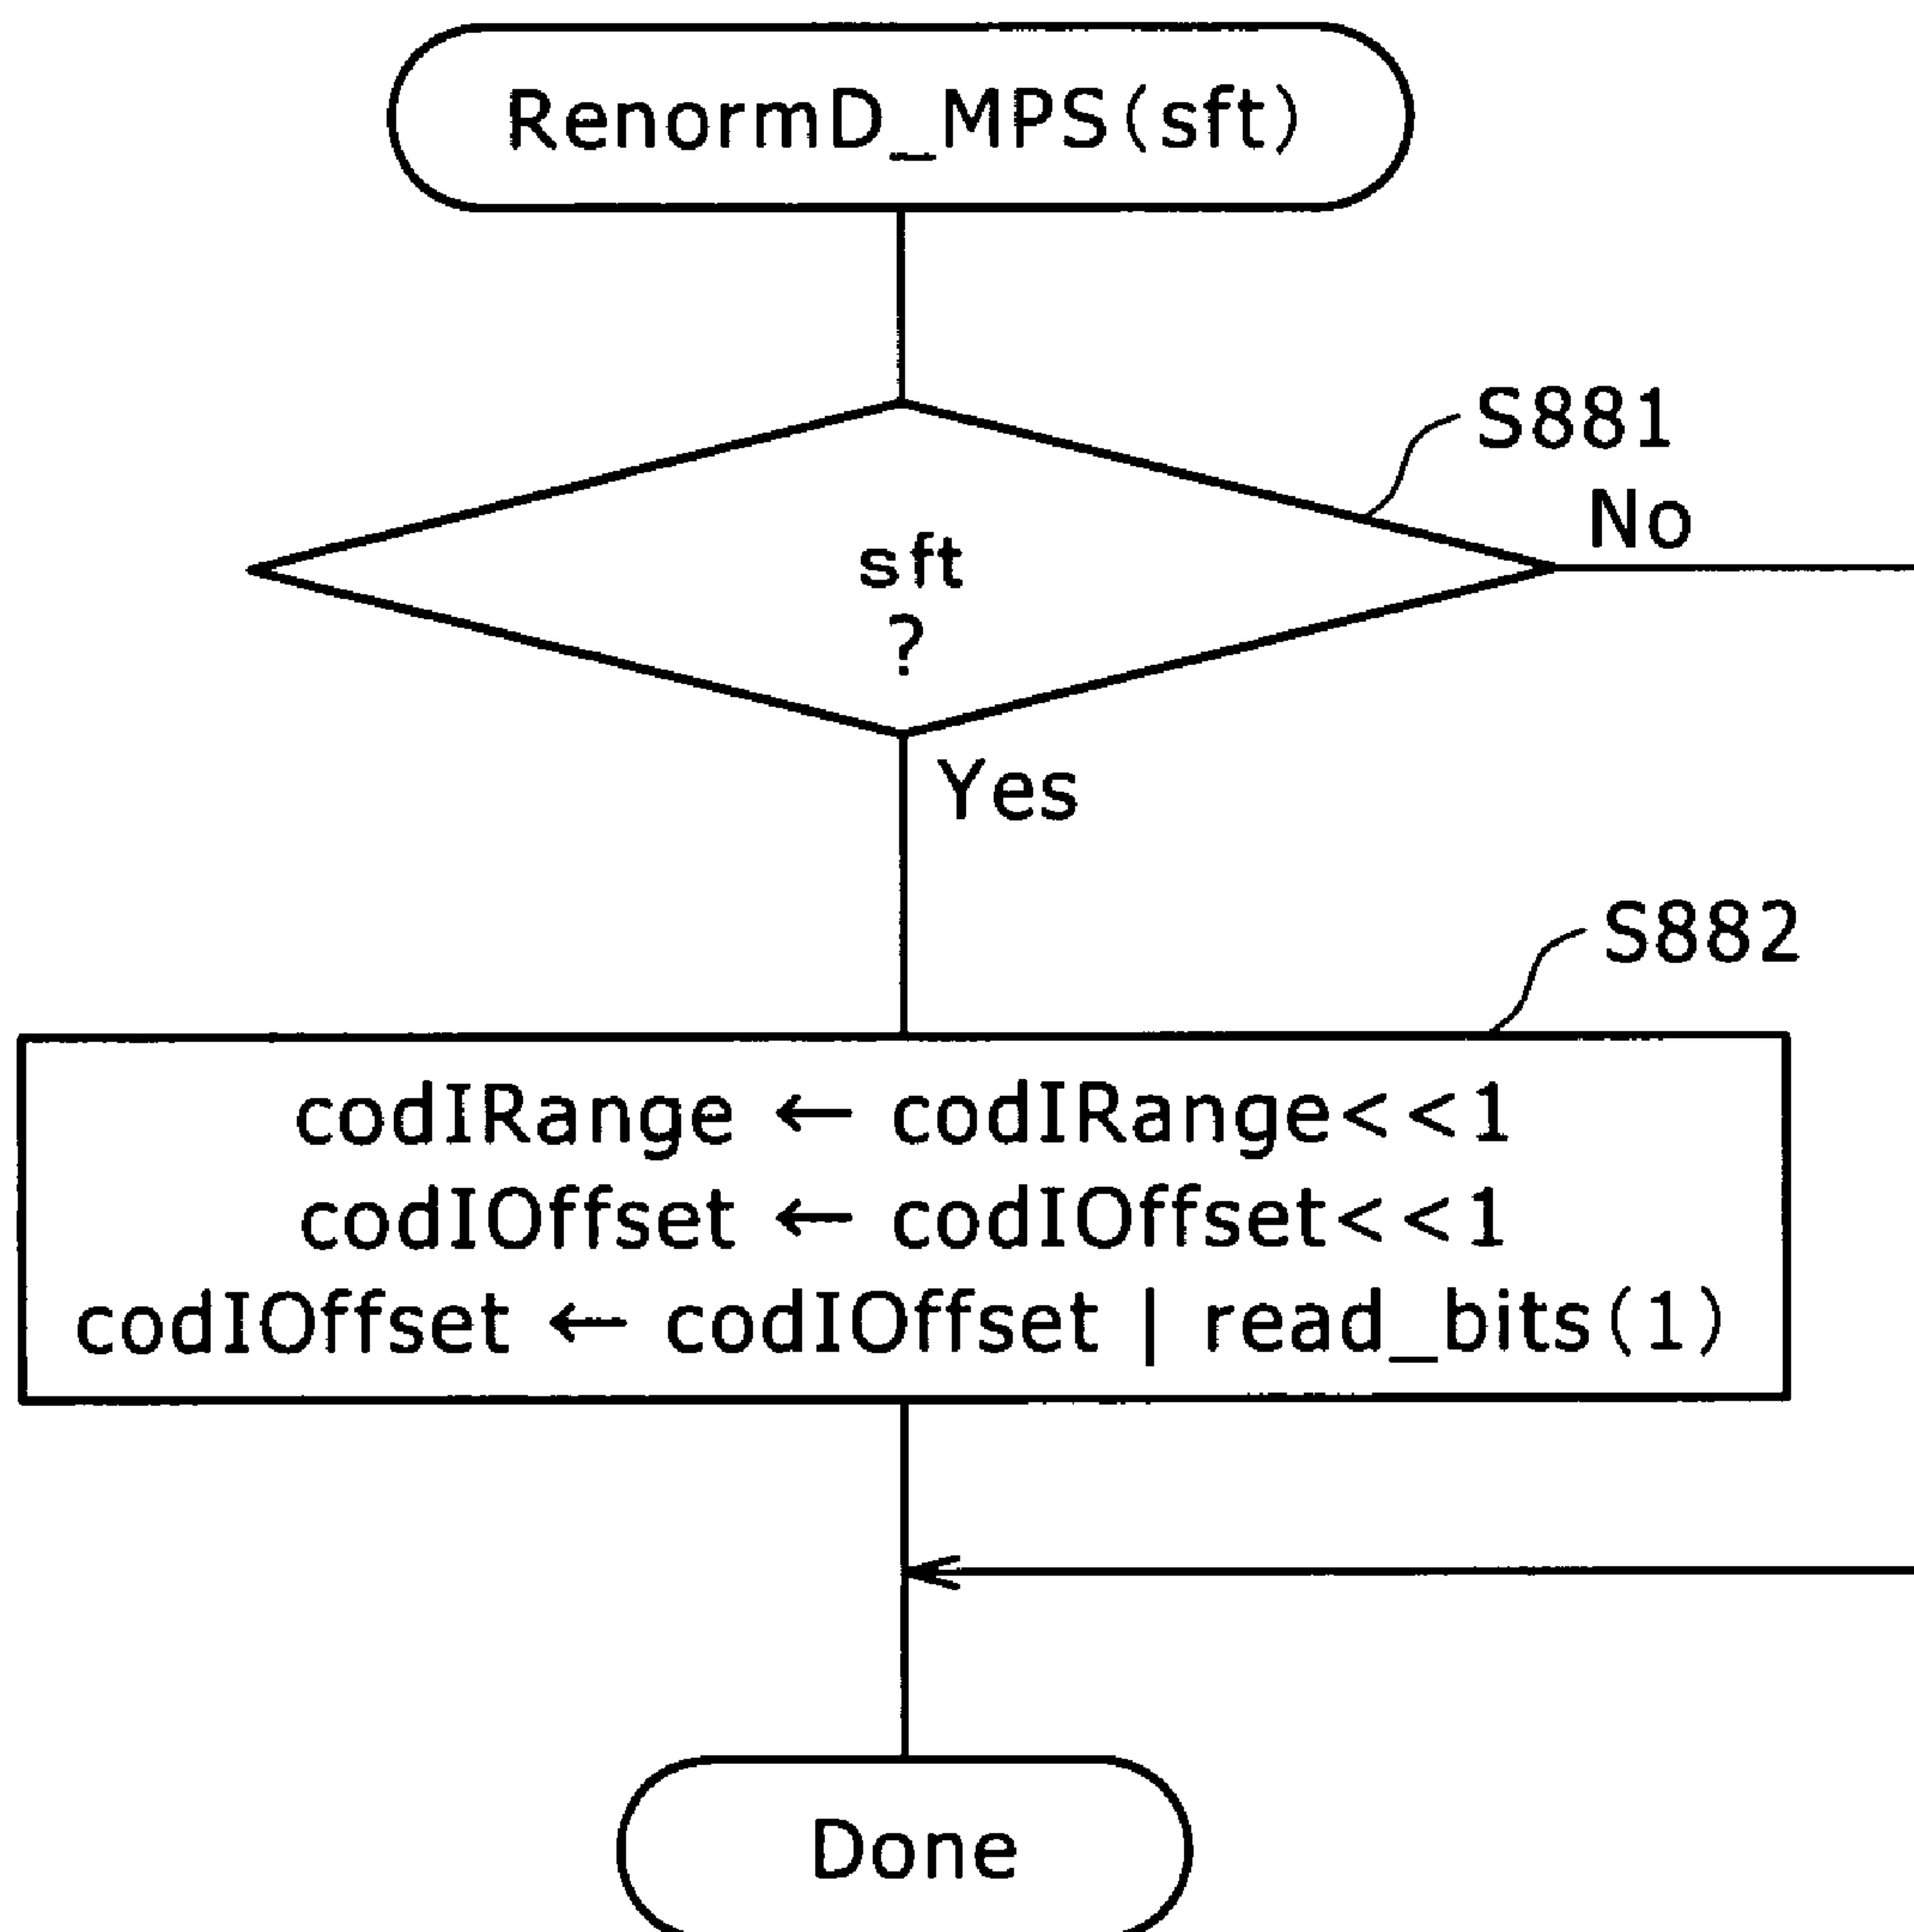 RenormD_MPS(sft)
S881
No
sft
?
Yes
S882
codIRange ← codIRange<<1
codIOffset ← codIOffset<<1
codIOffset ← codIOffset | read_bits(1)
Done